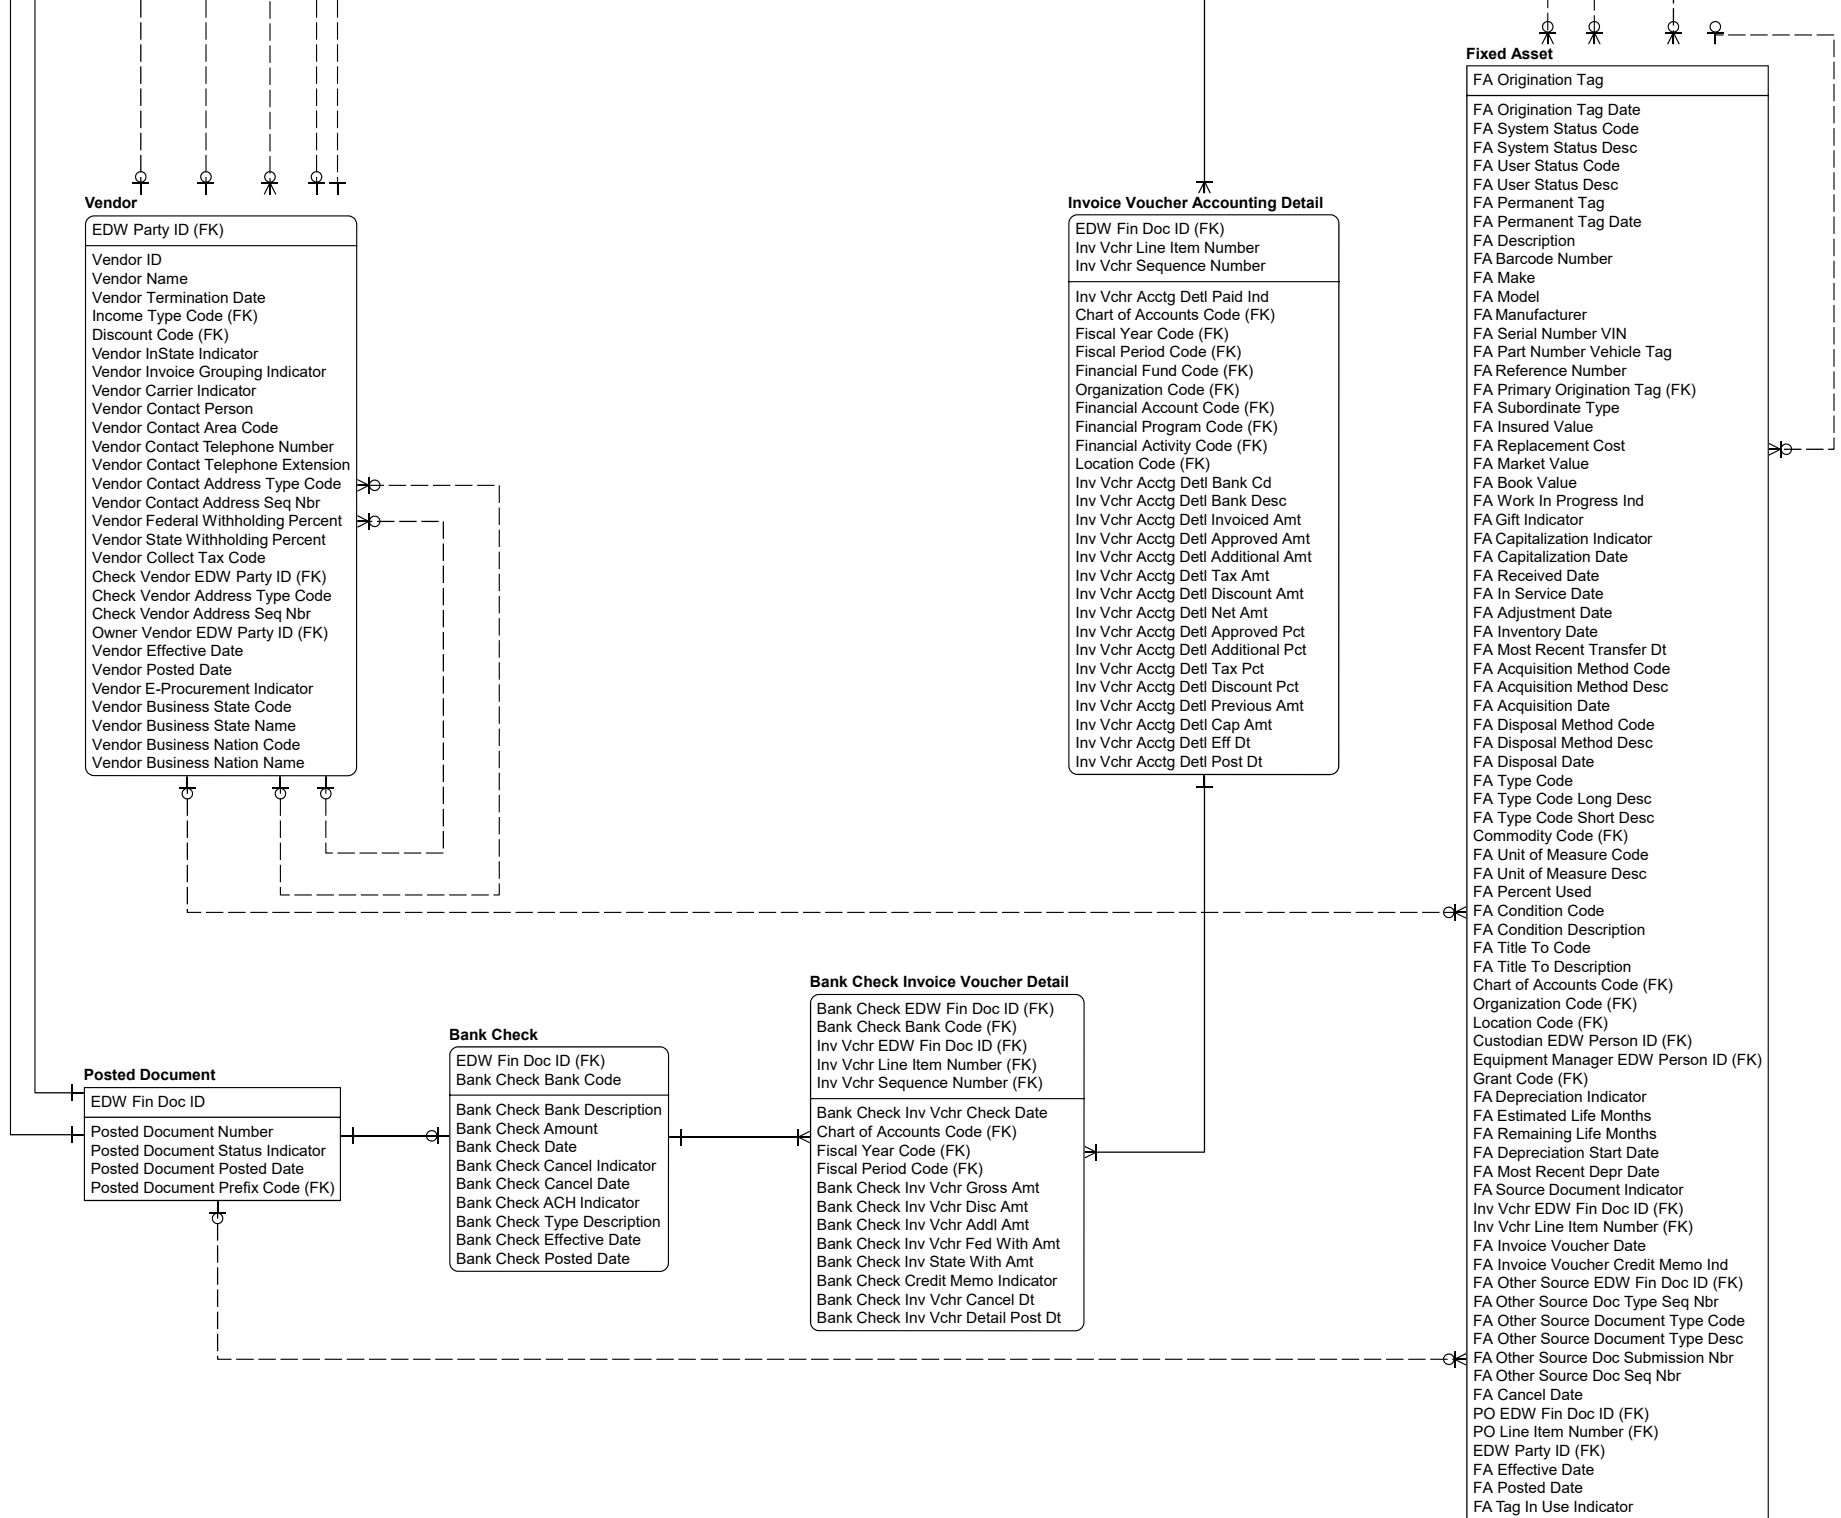 Vendor
EDW Party ID (FK)
Vendor ID
Vendor Name
Vendor Termination Date
Income Type Code (FK)
Discount Code (FK)
Vendor InState Indicator
Vendor Invoice Grouping Indicator
Vendor Carrier Indicator
Vendor Contact Person
Vendor Contact Area Code
Vendor Contact Telephone Number
Vendor Contact Telephone Extension
Vendor Contact Address Type Code
Vendor Contact Address Seq Nbr
Vendor Federal Withholding Percent
Vendor State Withholding Percent
Vendor Collect Tax Code
Check Vendor EDW Party ID (FK)
Check Vendor Address Type Code
Check Vendor Address Seq Nbr
Owner Vendor EDW Party ID (FK)
Vendor Effective Date
Vendor Posted Date
Vendor E-Procurement Indicator
Vendor Business State Code
Vendor Business State Name
Vendor Business Nation Code
Vendor Business Nation Name
Posted Document
EDW Fin Doc ID
Posted Document Number
Posted Document Status Indicator
Posted Document Posted Date
Posted Document Prefix Code (FK)
Bank Check
EDW Fin Doc ID (FK)
Bank Check Bank Code
Bank Check Bank Description
Bank Check Amount
Bank Check Date
Bank Check Cancel Indicator
Bank Check Cancel Date
Bank Check ACH Indicator
Bank Check Type Description
Bank Check Effective Date
Bank Check Posted Date
Bank Check Invoice Voucher Detail
Bank Check EDW Fin Doc ID (FK)
Bank Check Bank Code (FK)
Inv Vchr EDW Fin Doc ID (FK)
Inv Vchr Line Item Number (FK)
Inv Vchr Sequence Number (FK)
Bank Check Inv Vchr Check Date
Chart of Accounts Code (FK)
Fiscal Year Code (FK)
Fiscal Period Code (FK)
Bank Check Inv Vchr Gross Amt
Bank Check Inv Vchr Disc Amt
Bank Check Inv Vchr Addl Amt
Bank Check Inv Vchr Fed With Amt
Bank Check Inv State With Amt
Bank Check Credit Memo Indicator
Bank Check Inv Vchr Cancel Dt
Bank Check Inv Vchr Detail Post Dt
Invoice Voucher Accounting Detail
EDW Fin Doc ID (FK)
Inv Vchr Line Item Number
Inv Vchr Sequence Number
Inv Vchr Acctg Detl Paid Ind
Chart of Accounts Code (FK)
Fiscal Year Code (FK)
Fiscal Period Code (FK)
Financial Fund Code (FK)
Organization Code (FK)
Financial Account Code (FK)
Financial Program Code (FK)
Financial Activity Code (FK)
Location Code (FK)
Inv Vchr Acctg Detl Bank Cd
Inv Vchr Acctg Detl Bank Desc
Inv Vchr Acctg Detl Invoiced Amt
Inv Vchr Acctg Detl Approved Amt
Inv Vchr Acctg Detl Additional Amt
Inv Vchr Acctg Detl Tax Amt
Inv Vchr Acctg Detl Discount Amt
Inv Vchr Acctg Detl Net Amt
Inv Vchr Acctg Detl Approved Pct
Inv Vchr Acctg Detl Additional Pct
Inv Vchr Acctg Detl Tax Pct
Inv Vchr Acctg Detl Discount Pct
Inv Vchr Acctg Detl Previous Amt
Inv Vchr Acctg Detl Cap Amt
Inv Vchr Acctg Detl Eff Dt
Inv Vchr Acctg Detl Post Dt
Fixed Asset
FA Origination Tag
FA Origination Tag Date
FA System Status Code
FA System Status Desc
FA User Status Code
FA User Status Desc
FA Permanent Tag
FA Permanent Tag Date
FA Description
FA Barcode Number
FA Make
FA Model
FA Manufacturer
FA Serial Number VIN
FA Part Number Vehicle Tag
FA Reference Number
FA Primary Origination Tag (FK)
FA Subordinate Type
FA Insured Value
FA Replacement Cost
FA Market Value
FA Book Value
FA Work In Progress Ind
FA Gift Indicator
FA Capitalization Indicator
FA Capitalization Date
FA Received Date
FA In Service Date
FA Adjustment Date
FA Inventory Date
FA Most Recent Transfer Dt
FA Acquisition Method Code
FA Acquisition Method Desc
FA Acquisition Date
FA Disposal Method Code
FA Disposal Method Desc
FA Disposal Date
FA Type Code
FA Type Code Long Desc
FA Type Code Short Desc
Commodity Code (FK)
FA Unit of Measure Code
FA Unit of Measure Desc
FA Percent Used
FA Condition Code
FA Condition Description
FA Title To Code
FA Title To Description
Chart of Accounts Code (FK)
Organization Code (FK)
Location Code (FK)
Custodian EDW Person ID (FK)
Equipment Manager EDW Person ID (FK)
Grant Code (FK)
FA Depreciation Indicator
FA Estimated Life Months
FA Remaining Life Months
FA Depreciation Start Date
FA Most Recent Depr Date
FA Source Document Indicator
Inv Vchr EDW Fin Doc ID (FK)
Inv Vchr Line Item Number (FK)
FA Invoice Voucher Date
FA Invoice Voucher Credit Memo Ind
FA Other Source EDW Fin Doc ID (FK)
FA Other Source Doc Type Seq Nbr
FA Other Source Document Type Code
FA Other Source Document Type Desc
FA Other Source Doc Submission Nbr
FA Other Source Doc Seq Nbr
FA Cancel Date
PO EDW Fin Doc ID (FK)
PO Line Item Number (FK)
EDW Party ID (FK)
FA Effective Date
FA Posted Date
FA Tag In Use Indicator